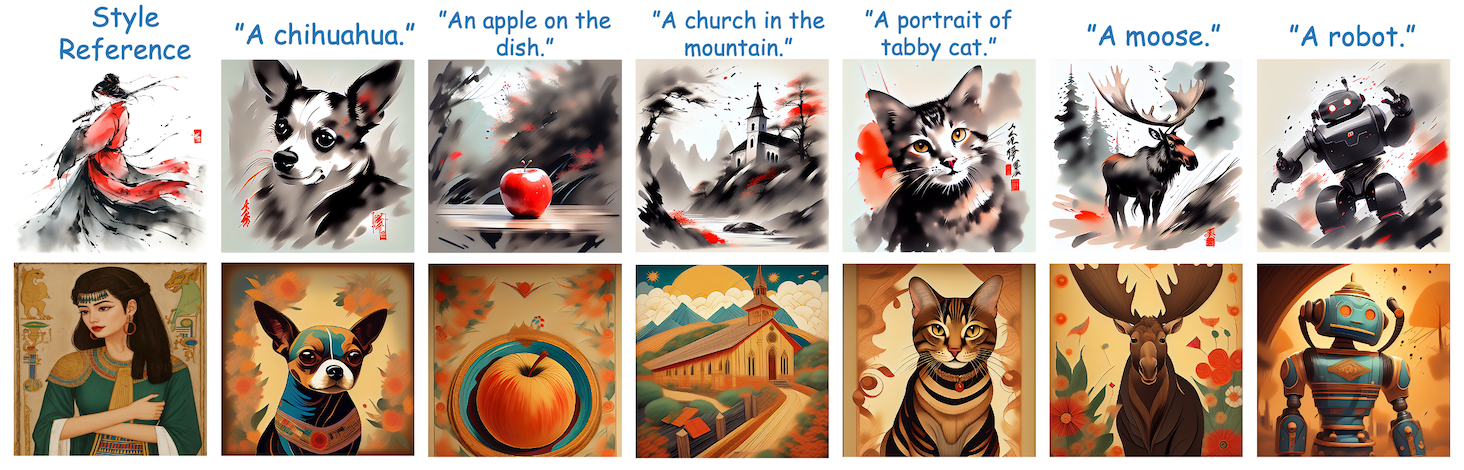 Style
Reference
"A chihuahua."
"An apple on the
dish."
"A church in the
mountain."
"A portrait of
tabby cat."
"A moose."
"A robot."